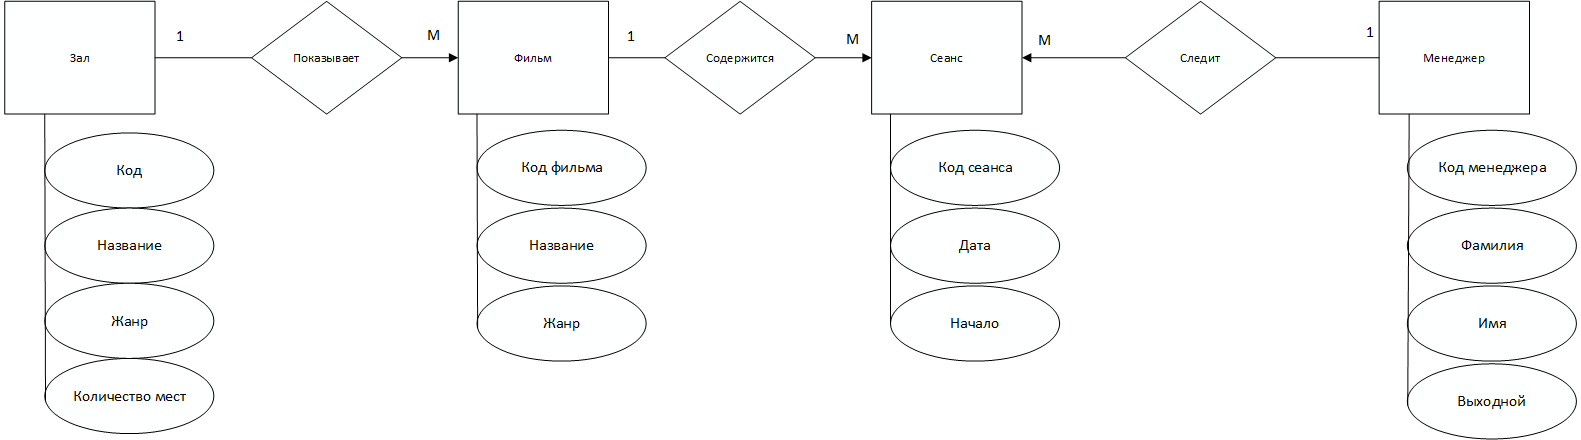 Зал
1
Показывает
М
Фильм
1
Содержится
М
Сеанс
М
Следит
1
Менеджер
Код
Название
Жанр
Количество мест
Код фильма
Название
Жанр
Код сеанса
Дата
Начало
Код менеджера
Фамилия
Имя
Выходной